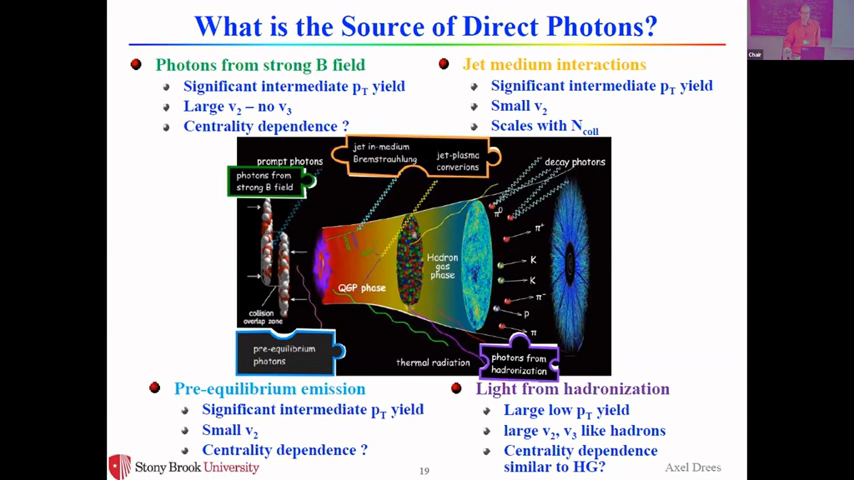 What is the Source of Direct Photons?
Photons from strong B field
Significant intermediate pT yield
Large v2 – no v3
Centrality dependence ?
Jet medium interactions
Significant intermediate pT yield
Small v2
Scales with Ncoll
Chair
prompt photons
jet in-medium
Bremstrauhlung
jet-plasma
converions
decay photons
photons from
strong B field
π0
π+
K
K
π-
p
π
QGP phase
Hadron
gas
phase
collision
overlap zone
pre-equilibrium
photons
thermal radiation
photons from
hadronization
Pre-equilibrium emission
Significant intermediate pT yield
Small v2
Centrality dependence ?
Light from hadronization
Large low pT yield
large v2, v3 like hadrons
Centrality dependence
similar to HG?
Stony Brook University
19
Axel Drees